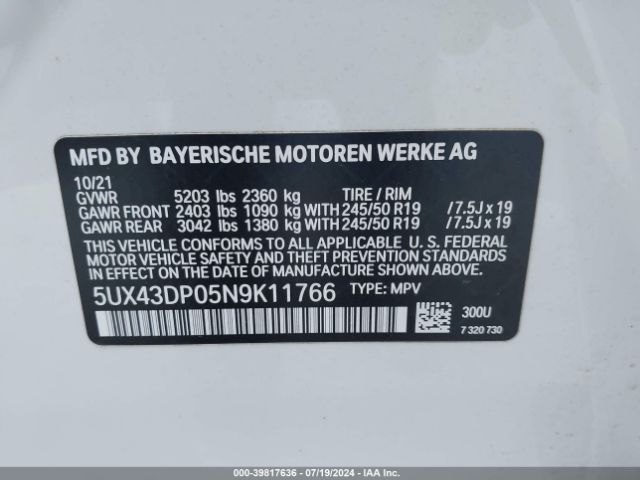 MFD BY BAYERISCHE MOTOREN WERKE AG
10/21
GVWR 5203 lbs 2360 kg TIRE / RIM
GAWR FRONT 2403 lbs 1090 kg WITH 245/50 R19 /7.5J x 19
GAWR REAR 3042 lbs 1380 kg WITH 245/50 R19 /7.5J x 19
THIS VEHICLE CONFORMS TO ALL APPLICABLE U. S. FEDERAL
MOTOR VEHICLE SAFETY AND THEFT PREVENTION
STANDARDS IN EFFECT ON THE DATE OF MANUFACTURE SHOWN ABOVE.
5UX43DP05N9K11766 TYPE: MPV
300U
7 320 730
© - 39817636 - 07/19/2024 - IAA Inc.